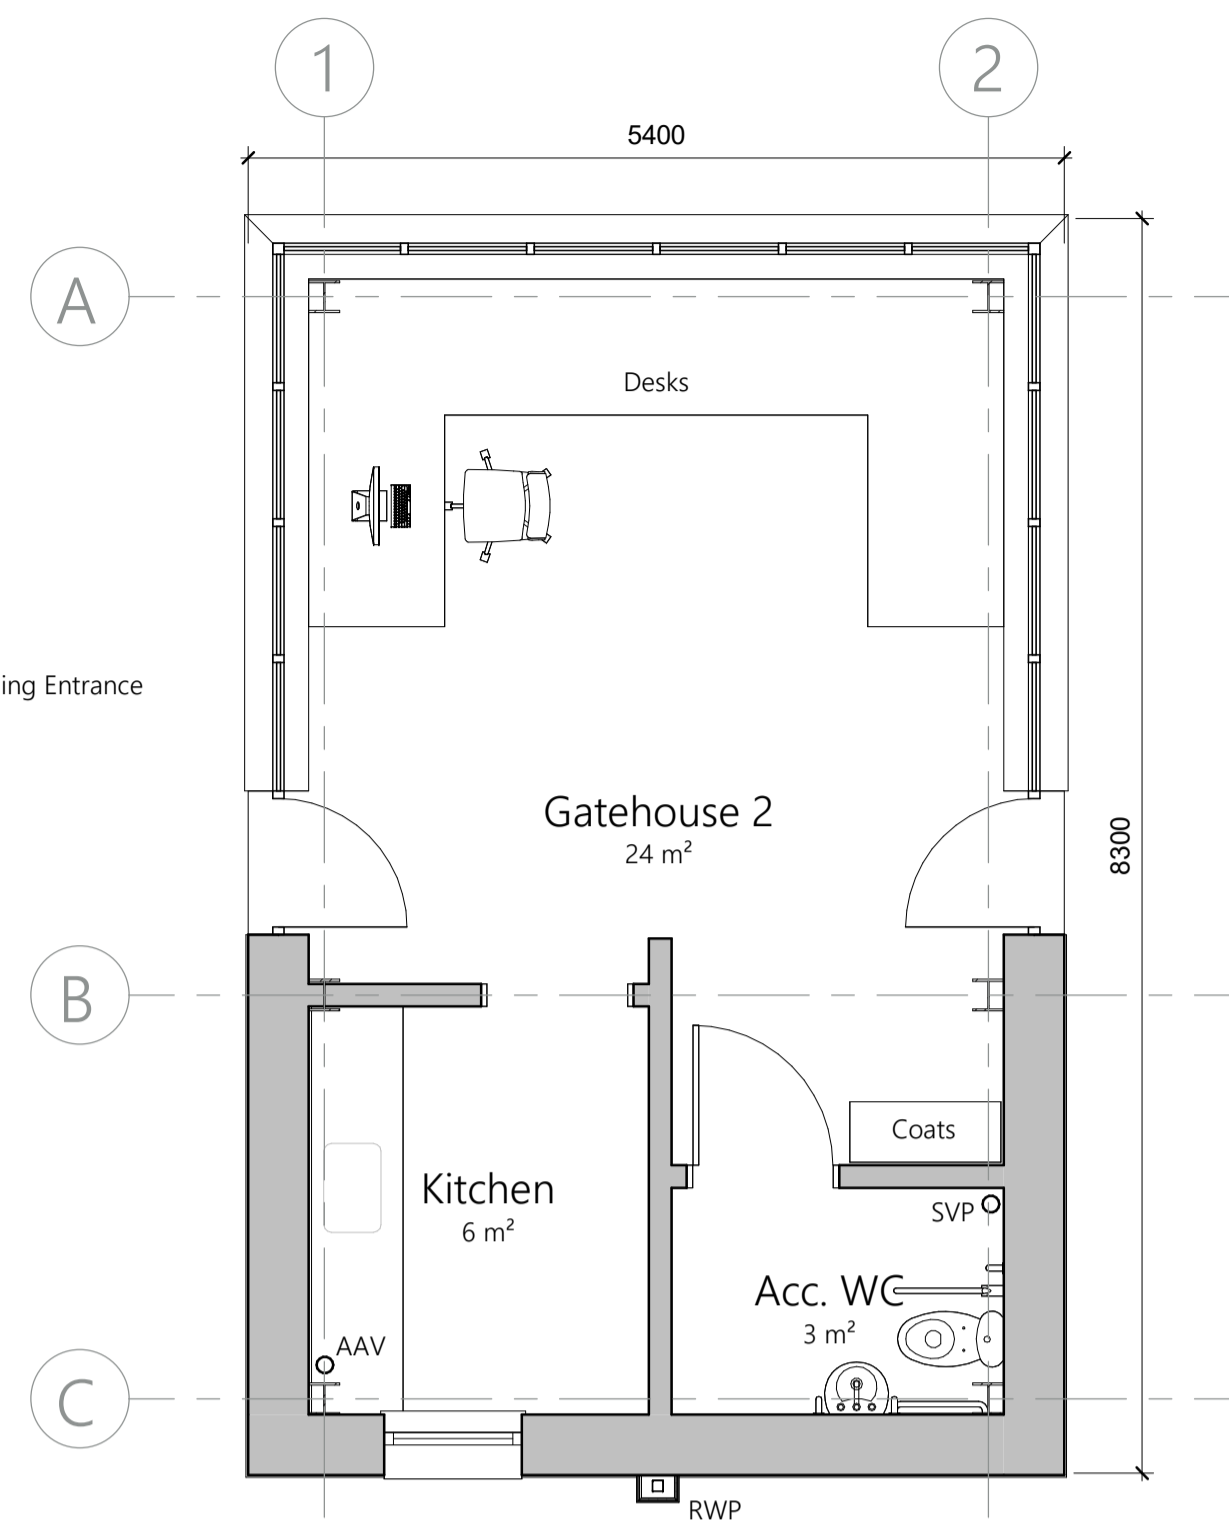 1
2
5400
A
Desks
ing Entrance
Gatehouse 2
24 m²
8300
B
Coats
Kitchen
6 m²
SVP
Acc. WC
3 m²
AAV
C
RWP